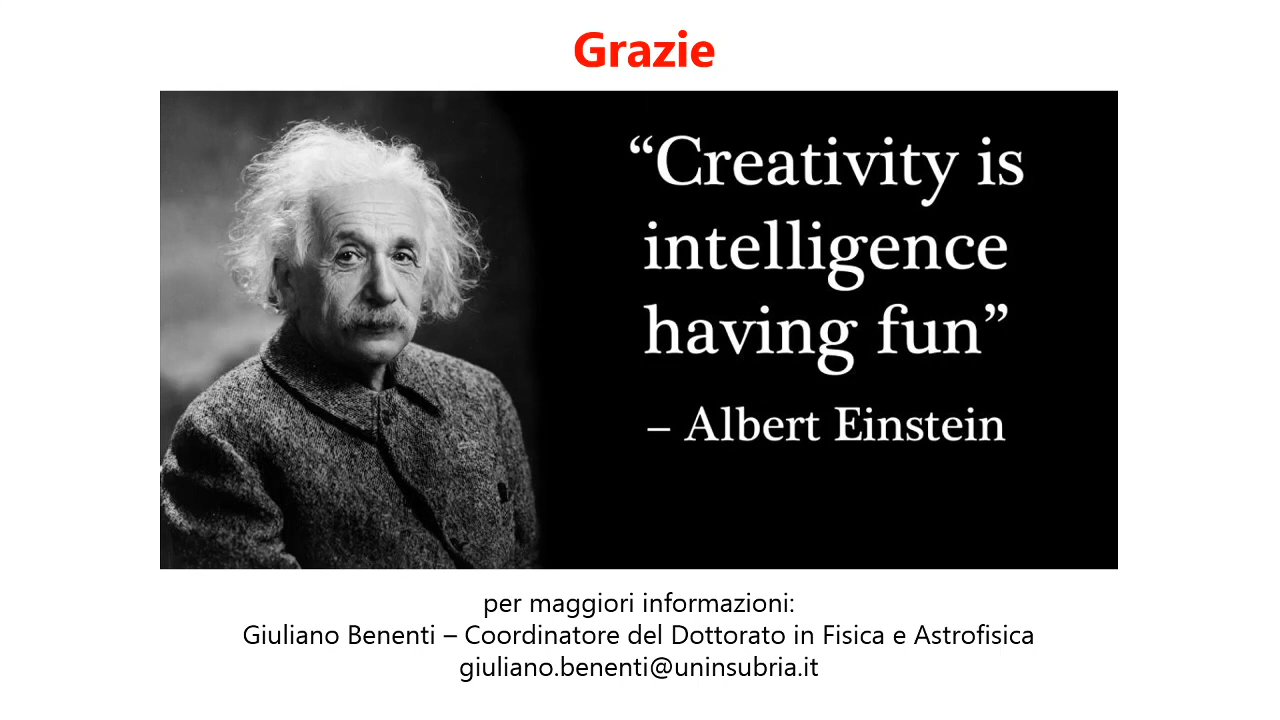 Grazie
“Creativity is
intelligence
having fun”
– Albert Einstein
per maggiori informazioni:
Giuliano Benenti – Coordinatore del Dottorato in Fisica e Astrofisica
giuliano.benenti@uninsubria.it